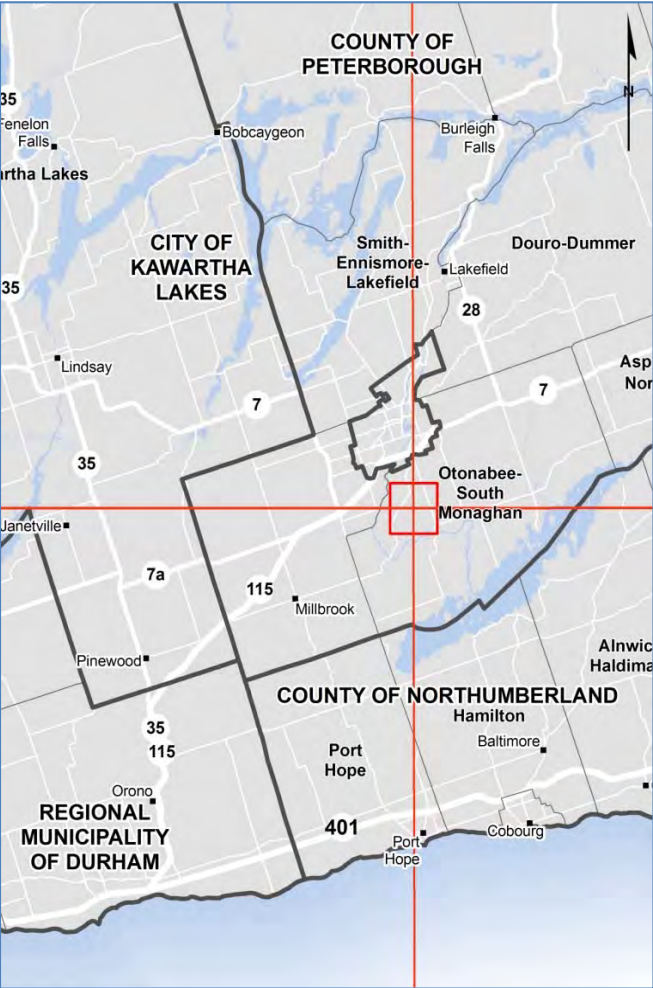 COUNTY OF
PETERBOROUGH
N
35
Fenelon
Falls
Bobcaygeon
Burleigh
Falls
artha Lakes
CITY OF
KAWARTHA
LAKES
Smith-
Ennismore-
Lakefield
Douro-Dummer
Lakefield
35
28
Lindsay
Asp
Nor
7
7
35
Otonabee-
South
Monaghan
Janetville
7a
115
Millbrook
Pinewood
Alnwic
Haldima
COUNTY OF NORTHUMBERLAND
Hamilton
35
115
Port
Hope
Baltimore
Orono
REGIONAL
MUNICIPALITY
OF DURHAM
401
Port
Hope
Cobourg